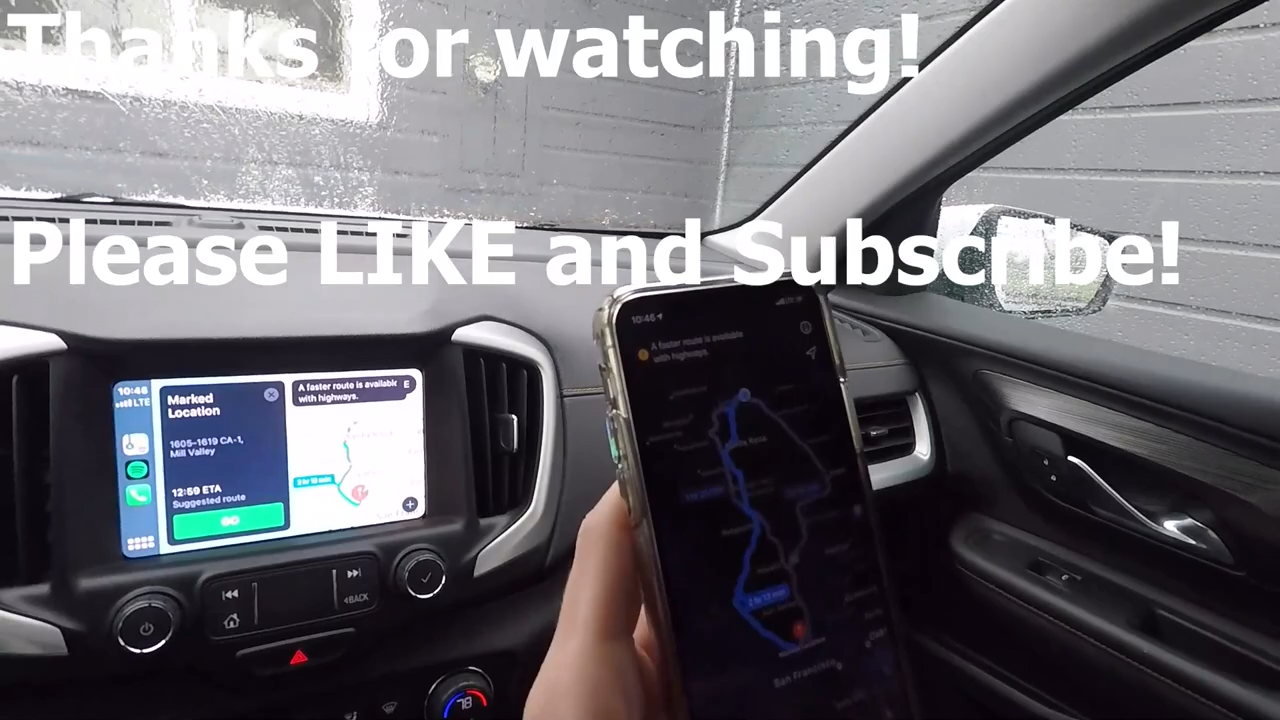 Thanks for watching!
Please LIKE and Subscribe!
10:46
LTE
Marked
Location
1605-1619 CA-1,
Mill Valley
12:59 ETA
Suggested route
GO
A faster route is available
with highways.
E
10:46
A faster route is available
with highways.
San Francisco
BACK
78